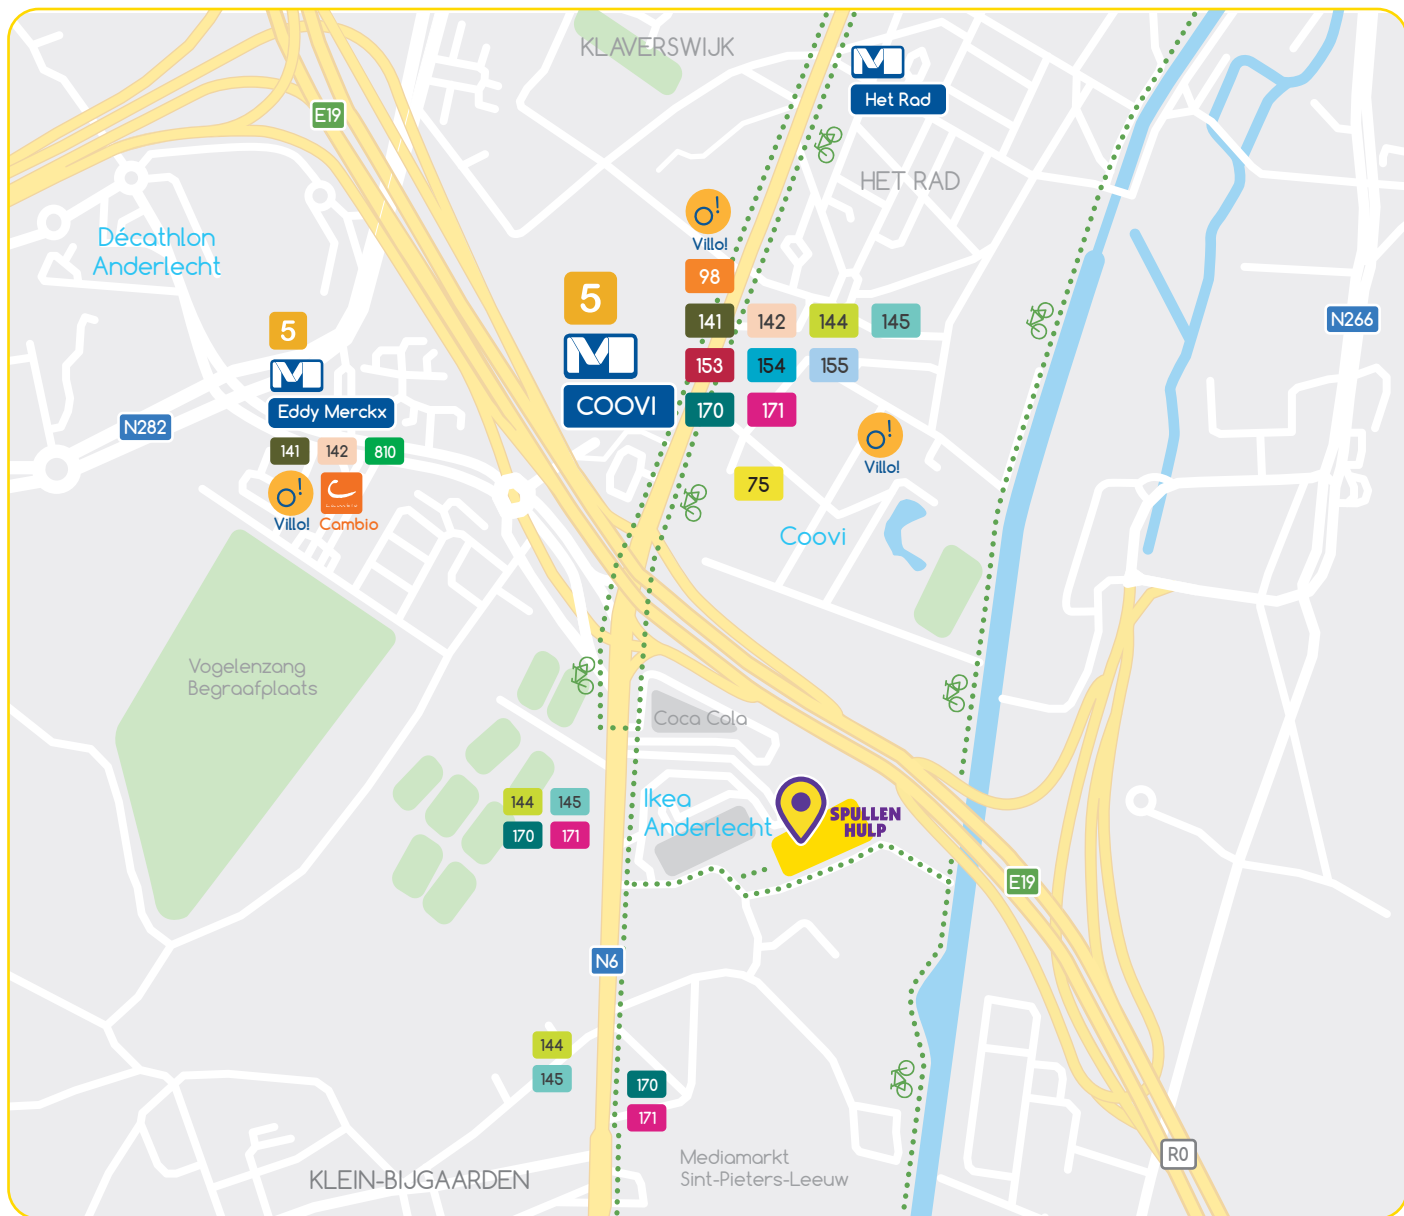 KLAVERSWIJK
M
Het Rad
E19
HET RAD
Décathlon
Anderlecht
O!
Villo!
98
5
M
COOVI
141
142
144
145
153
154
155
170
171
N266
5
M
Eddy Merckx
N282
141
142
810
O!
Villo!
Cambio
O!
Villo!
75
Coovi
Vogelenzang
Begraafplaats
Coca Cola
144
145
170
171
Ikea
Anderlecht
SPULLEN
HULP
E19
N6
144
145
170
171
R0
Mediamarkt
Sint-Pieters-Leeuw
KLEIN-BIJGAARDEN